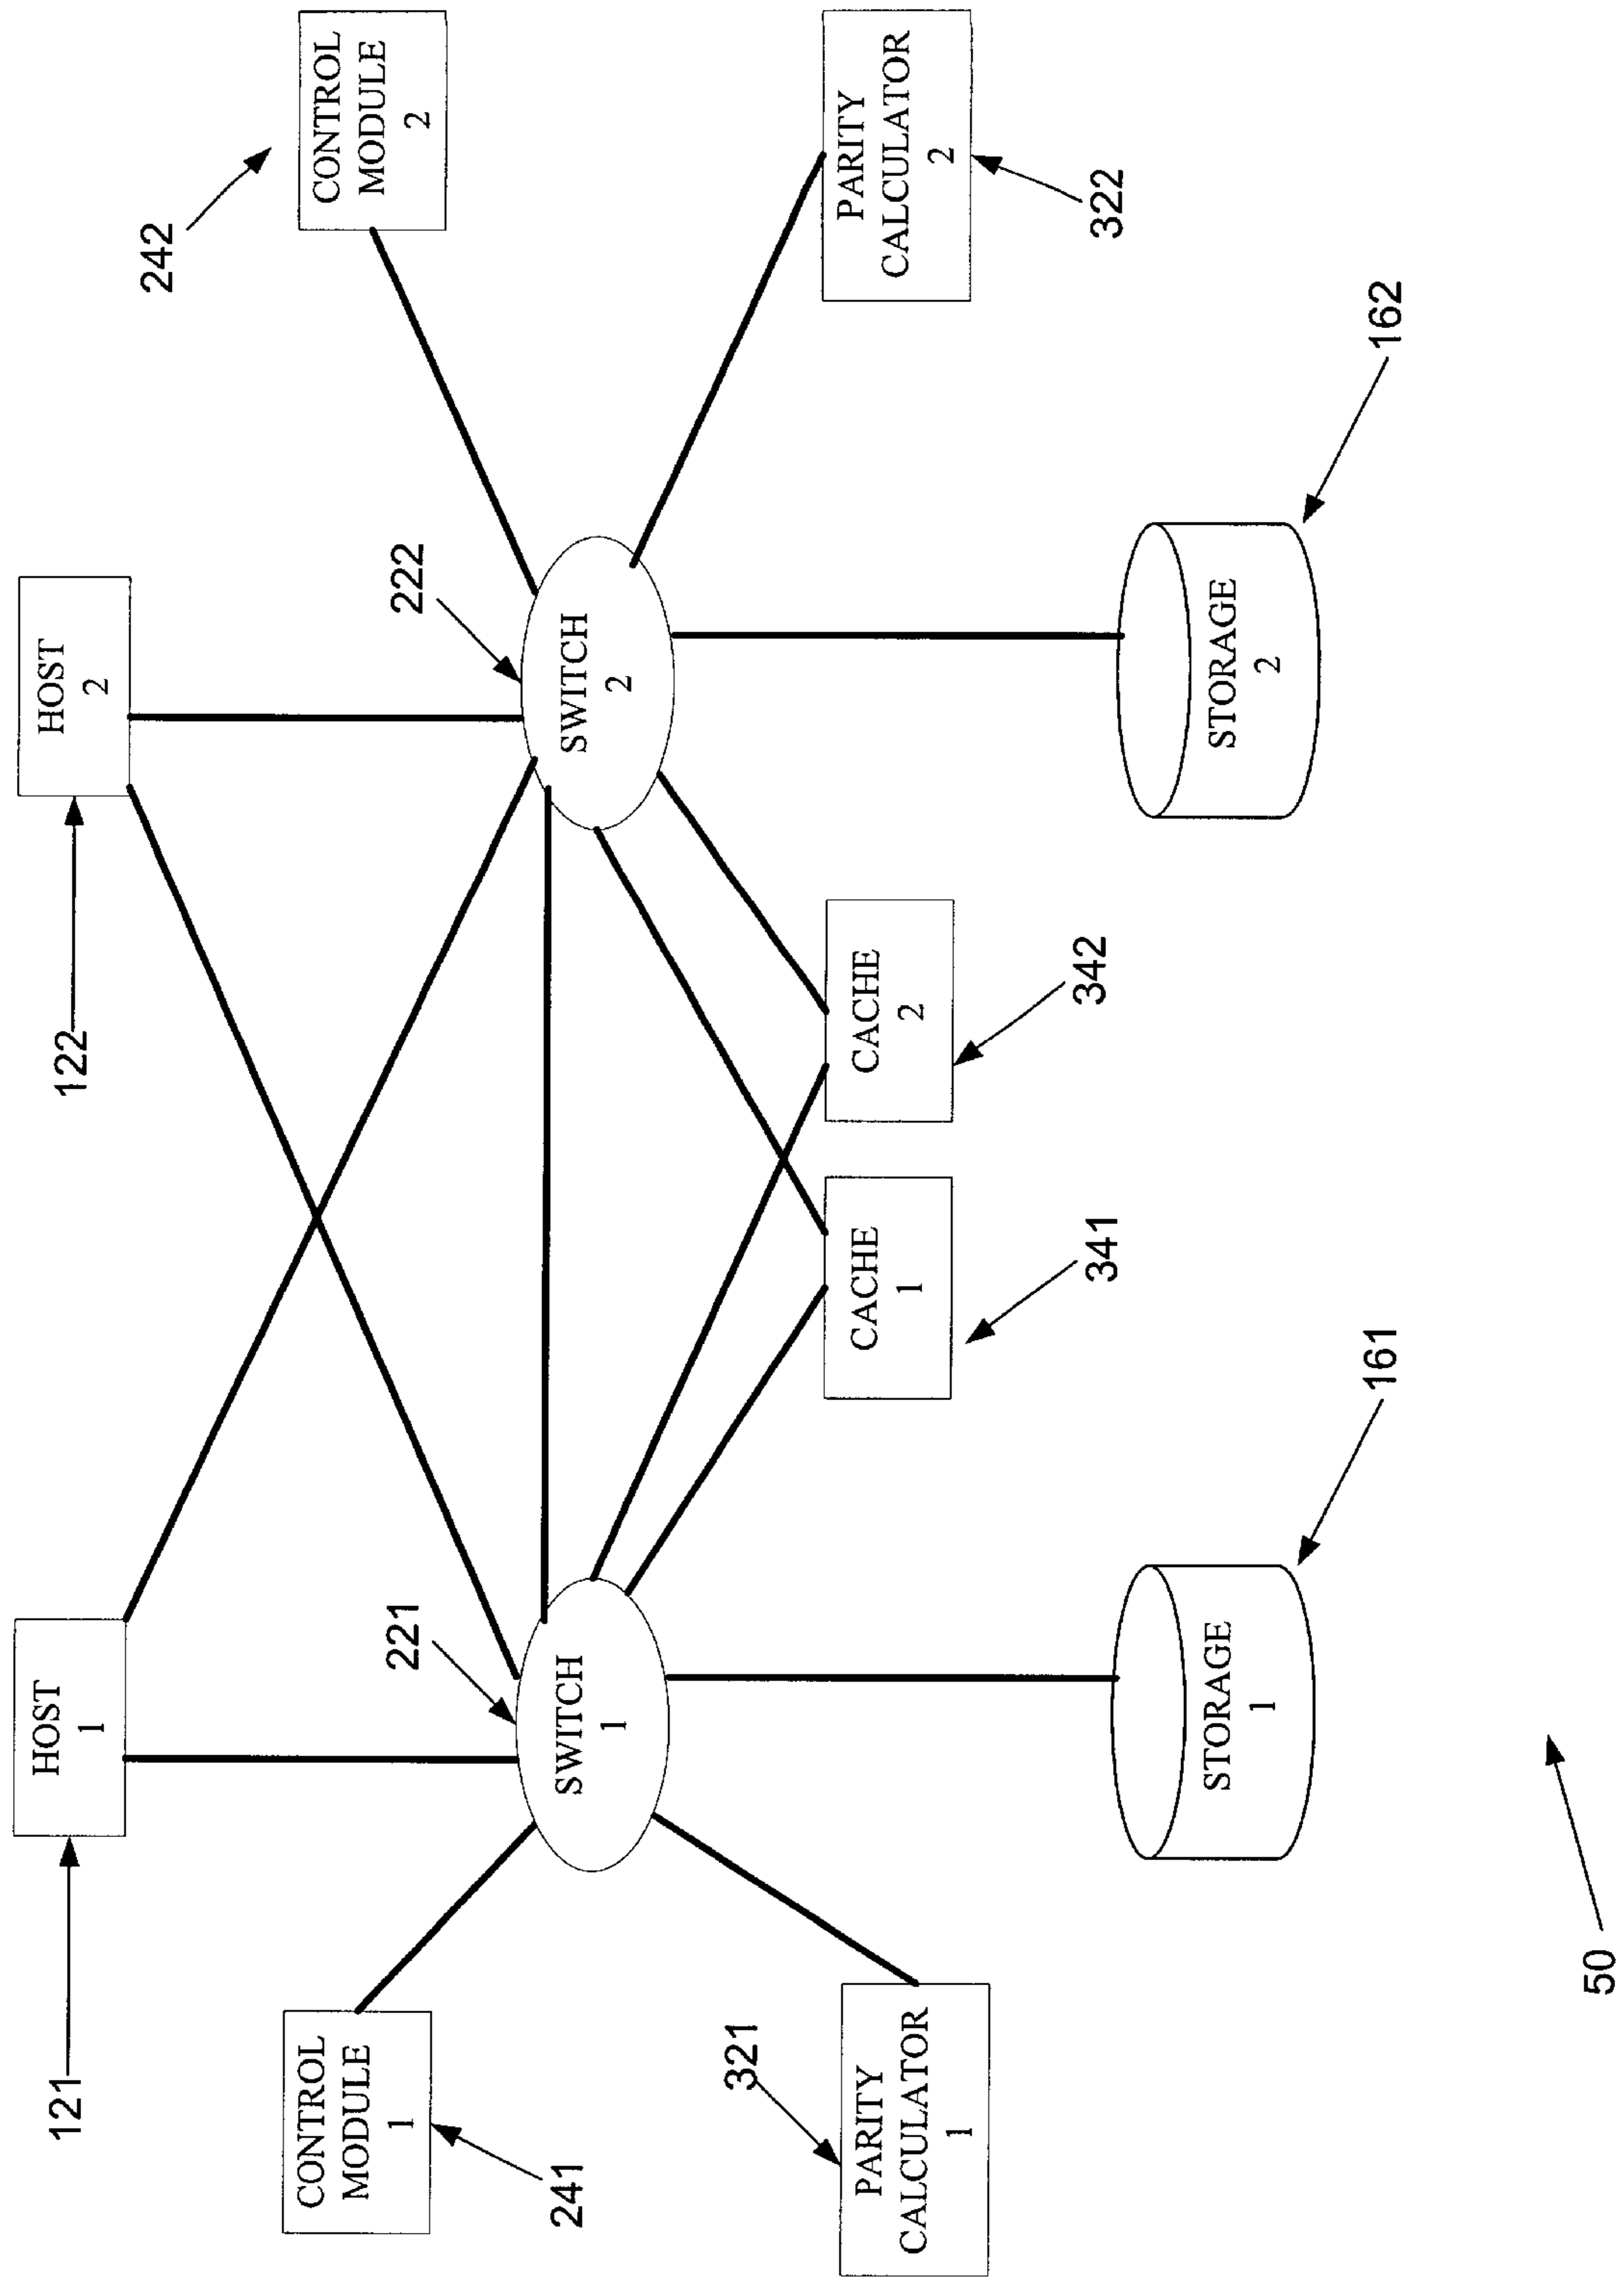 121
HOST
1
122
HOST
2
CONTROL
MODULE
1
241
242
CONTROL
MODULE
2
221
SWITCH
1
222
SWITCH
2
321
PARITY
CALCULATOR
1
CACHE
1
341
CACHE
2
342
PARITY
CALCULATOR
2
322
STORAGE
1
161
STORAGE
2
162
50